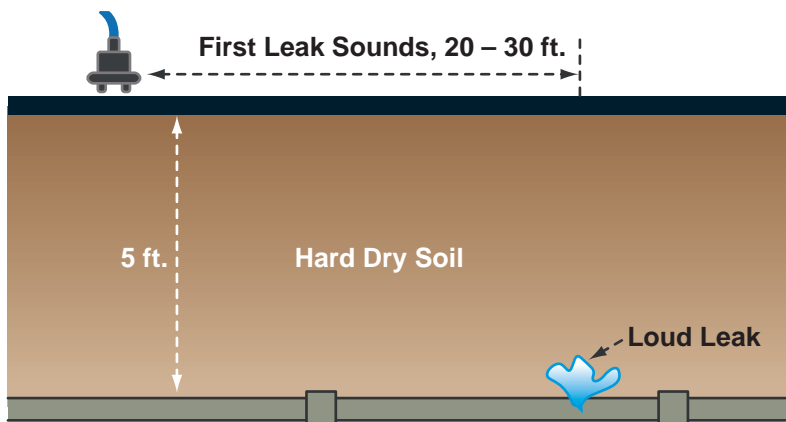 First Leak Sounds, 20 – 30 ft.
5 ft.
Hard Dry Soil
Loud Leak